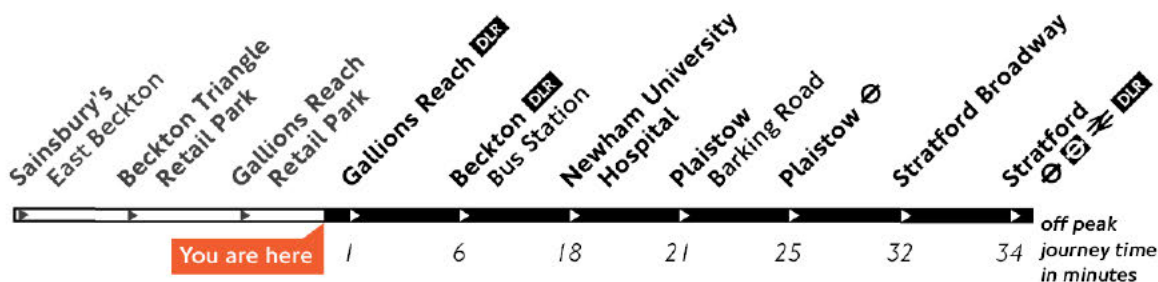 Sainsbury's
East Beckton
Beckton Triangle
Retail Park
Gallions Reach
Retail Park
Gallions Reach DLR
Beckton DLR
Bus Station
Newham University
Hospital
Plaistow
Barking Road
Plaistow
Stratford Broadway
Stratford
DLR
You are here
1 6 18 21 25 32 34
off peak
journey time
in minutes